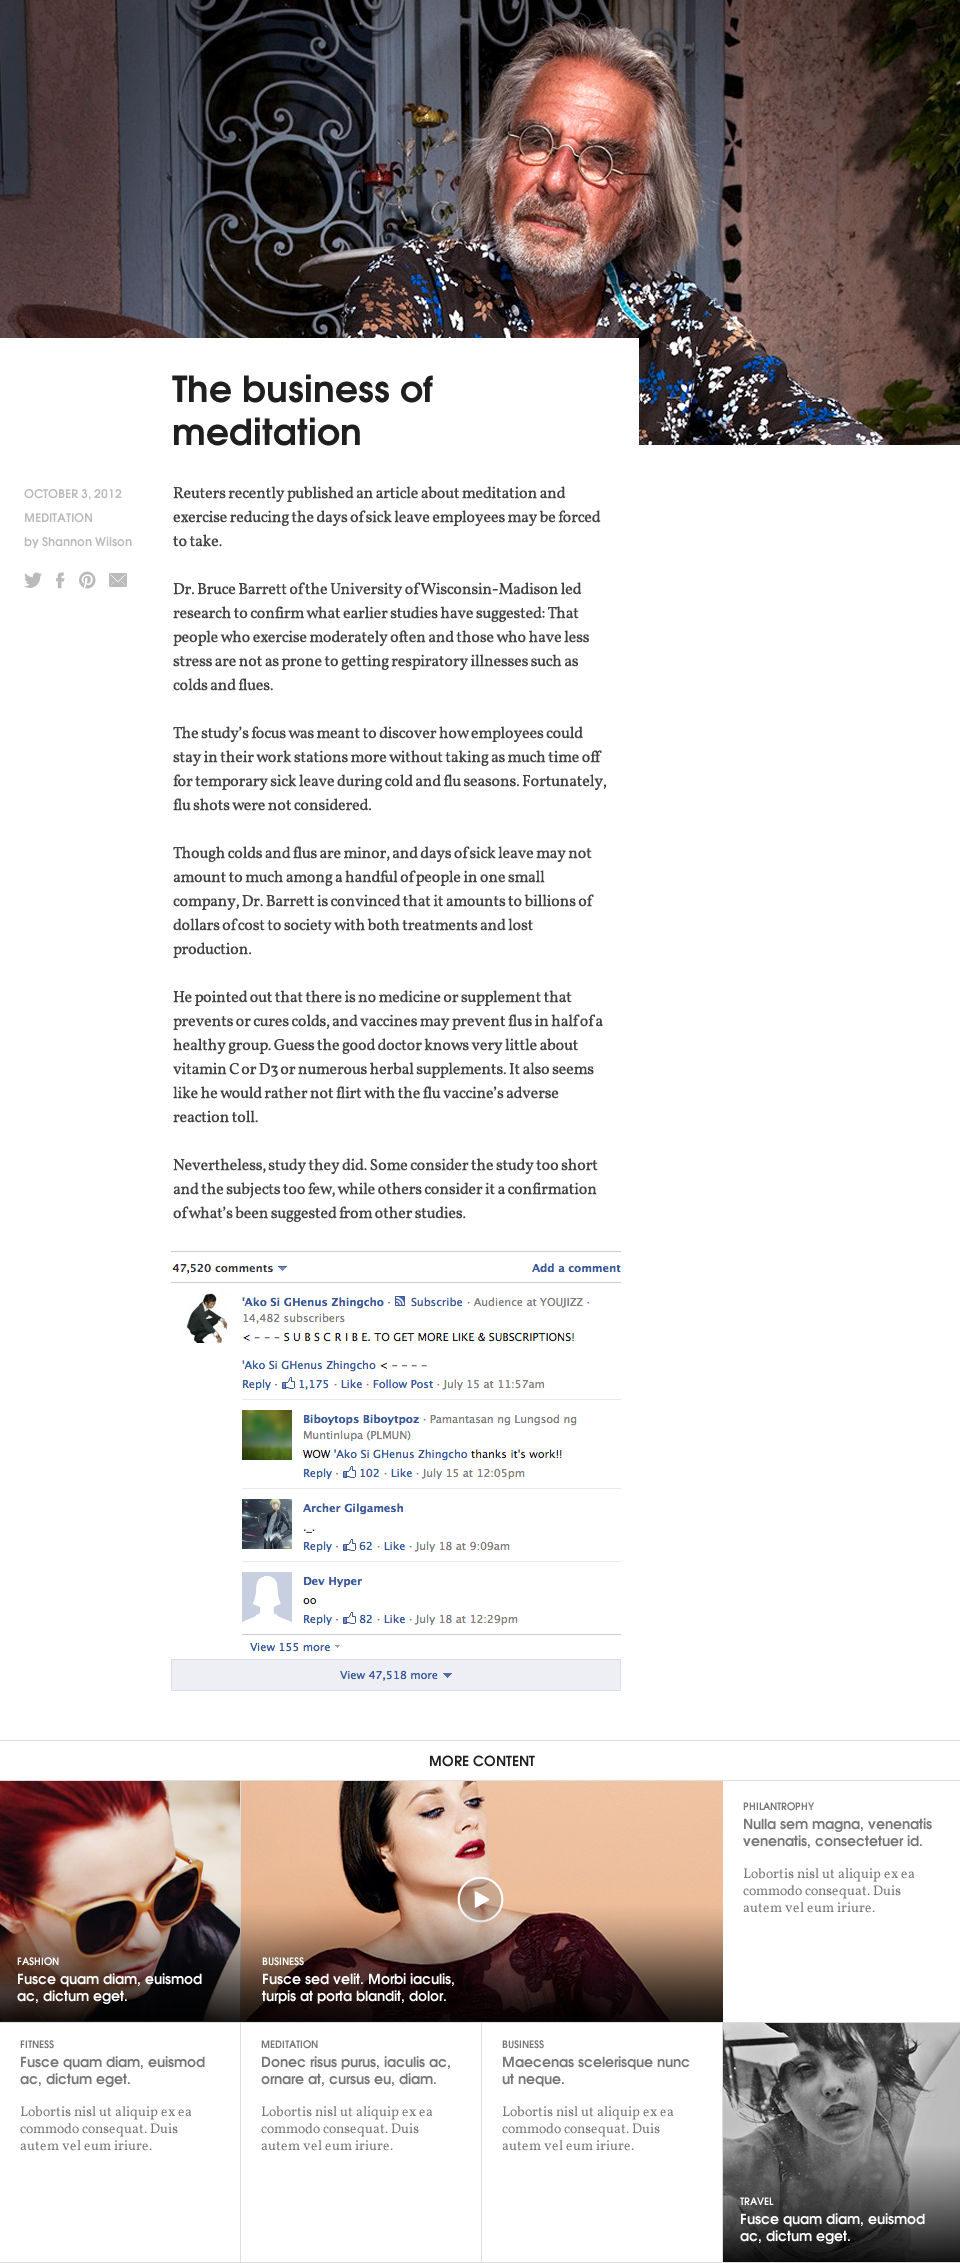 The business of
meditation
OCTOBER 3, 2012
MEDITATION
by Shannon Wilson
Reuters recently published an article about meditation and
exercise reducing the days of sick leave employees may be forced
to take.
Dr. Bruce Barrett of the University of Wisconsin-Madison led
research to confirm what earlier studies have suggested: That
people who exercise moderately often and those who have less
stress are not as prone to getting respiratory illnesses such as
colds and flues.
The study’s focus was meant to discover how employees could
stay in their work stations more without taking as much time off
for temporary sick leave during cold and flu seasons. Fortunately,
flu shots were not considered.
Though colds and flus are minor, and days of sick leave may not
amount to much among a handful of people in one small
company, Dr. Barrett is convinced that it amounts to billions of
dollars of cost to society with both treatments and lost
production.
He pointed out that there is no medicine or supplement that
prevents or cures colds, and vaccines may prevent flus in half of a
healthy group. Guess the good doctor knows very little about
vitamin C or D3 or numerous herbal supplements. It also seems
like he would rather not flirt with the flu vaccine’s adverse
reaction toll.
Nevertheless, study they did. Some consider the study too short
and the subjects too few, while others consider it a confirmation
of what’s been suggested from other studies.
47,520 comments
Add a comment
'Ako Si GHenus Zhingcho · Subscribe · Audience at YOUJIZZ ·
14,482 subscribers
< - - - S U B S C R I B E. TO GET MORE LIKE & SUBSCRIPTIONS!
'Ako Si GHenus Zhingcho < - - - -
Reply · 1,175 · Like · Follow Post · July 15 at 11:57am
Biboytops Biboytpoz · Pamantasan ng Lungsod ng
Muntinlupa (PLMUN)
WOW 'Ako Si GHenus Zhingcho thanks it's work!!
Reply · 102 · Like · July 15 at 12:05pm
Archer Gilgamesh
._.
Reply · 62 · Like · July 18 at 9:09am
Dev Hyper
oo
Reply · 82 · Like · July 18 at 12:29pm
View 155 more
View 47,518 more
MORE CONTENT
FASHION
Fusce quam diam, euismod
ac, dictum eget.
BUSINESS
Fusce sed velit. Morbi iaculis,
turpis at porta blandit, dolor.
PHILANTROPHY
Nulla sem magna, venenatis
venenatis, consectetuer id.
Lobortis nisl ut aliquip ex ea
commodo consequat. Duis
autem vel eum iriure.
FITNESS
Fusce quam diam, euismod
ac, dictum eget.
Lobortis nisl ut aliquip ex ea
commodo consequat. Duis
autem vel eum iriure.
MEDITATION
Donec risus purus, iaculis ac,
ornare at, cursus eu, diam.
Lobortis nisl ut aliquip ex ea
commodo consequat. Duis
autem vel eum iriure.
BUSINESS
Maecenas scelerisque nunc
ut neque.
Lobortis nisl ut aliquip ex ea
commodo consequat. Duis
autem vel eum iriure.
TRAVEL
Fusce quam diam, euismod
ac, dictum eget.